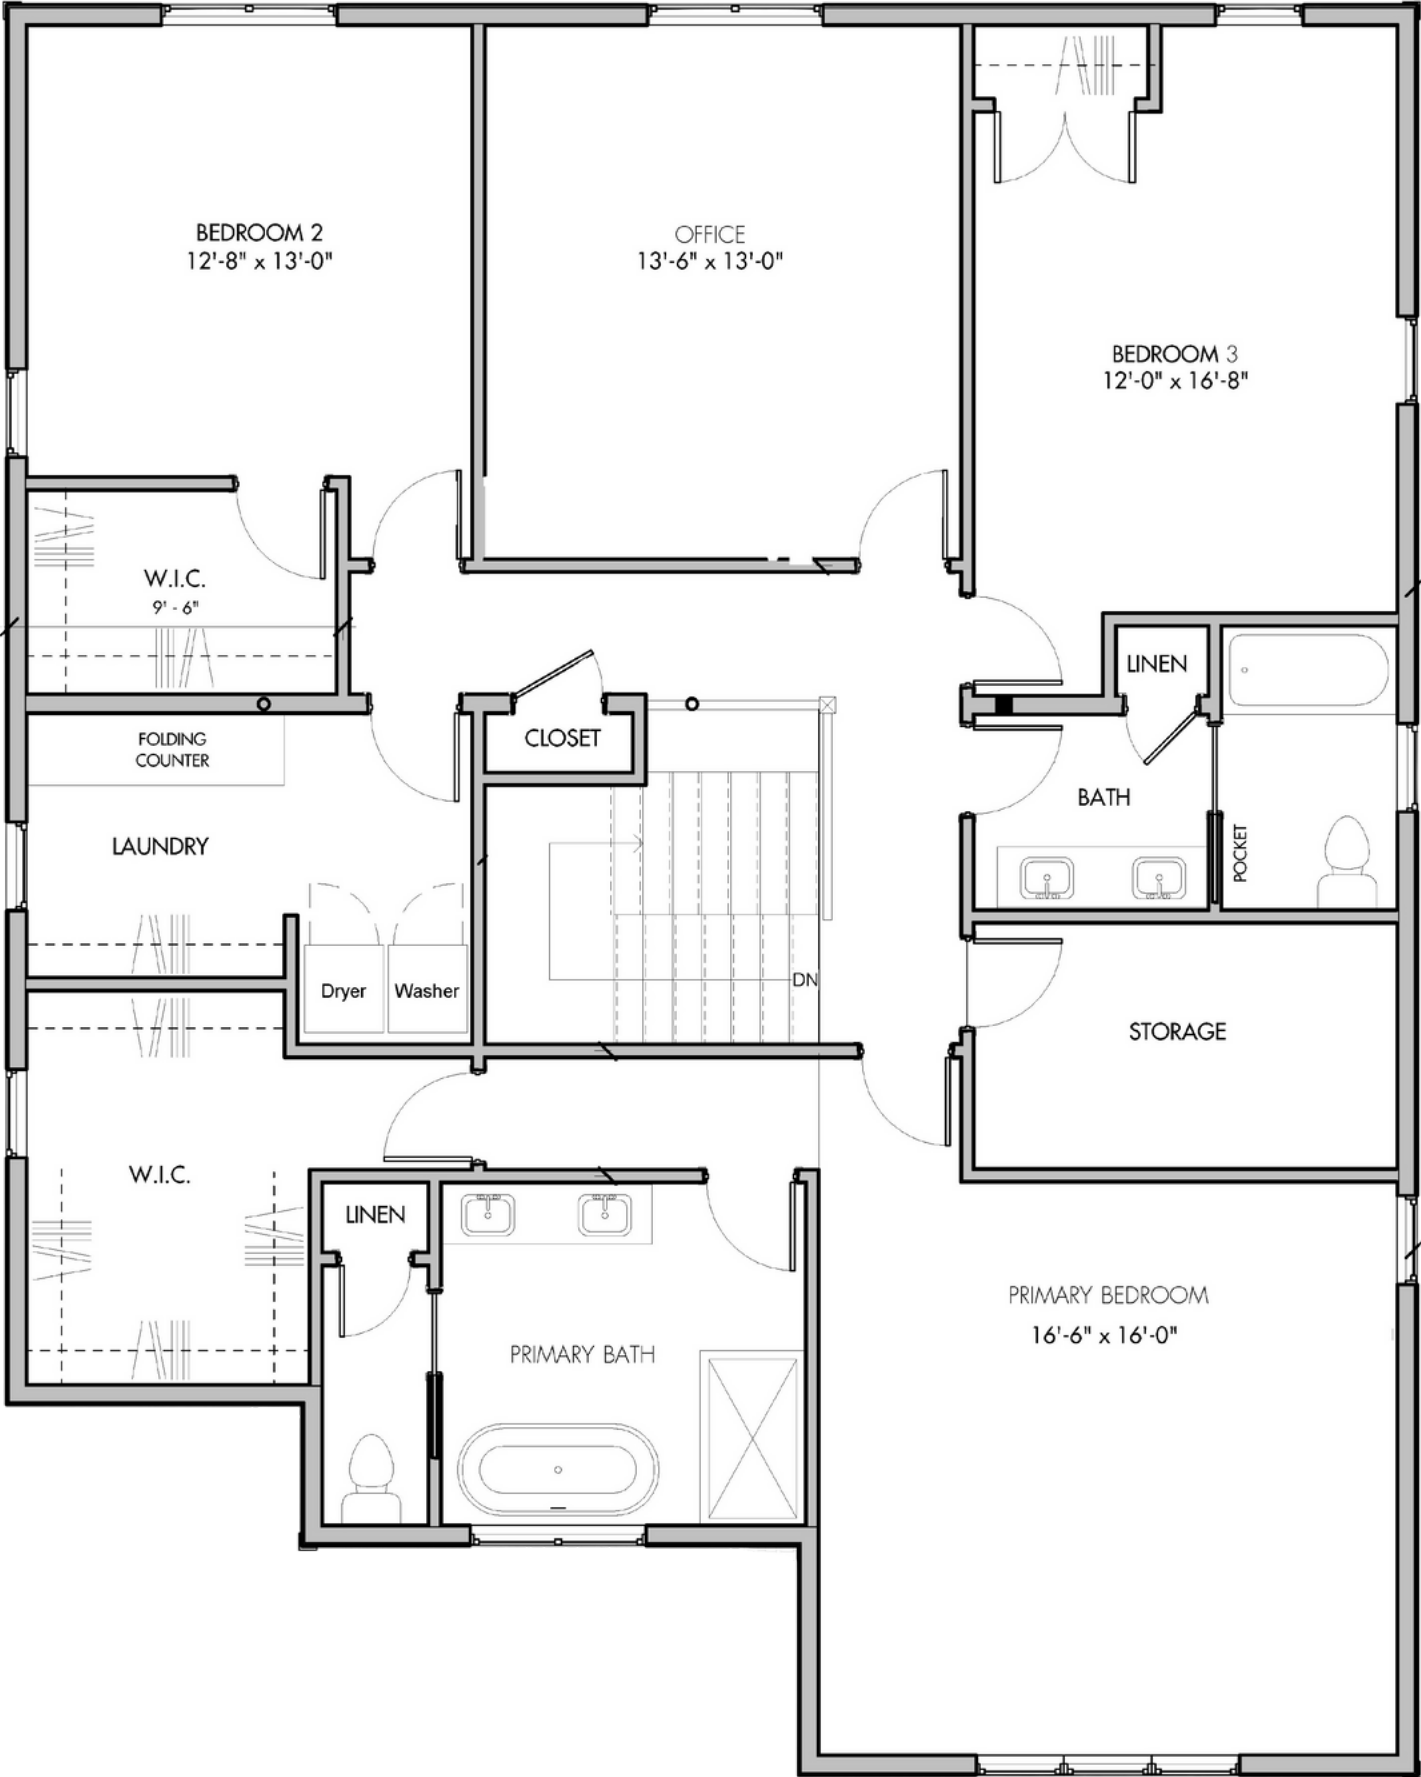 BEDROOM 2
12'-8" x 13'-0"
OFFICE
13'-6" x 13'-0"
BEDROOM 3
12'-0" x 16'-8"
W.I.C.
9' - 6"
LINEN
FOLDING
COUNTER
CLOSET
BATH
LAUNDRY
POCKET
DN
Dryer
Washer
STORAGE
W.I.C.
LINEN
PRIMARY BEDROOM
16'-6" x 16'-0"
PRIMARY BATH